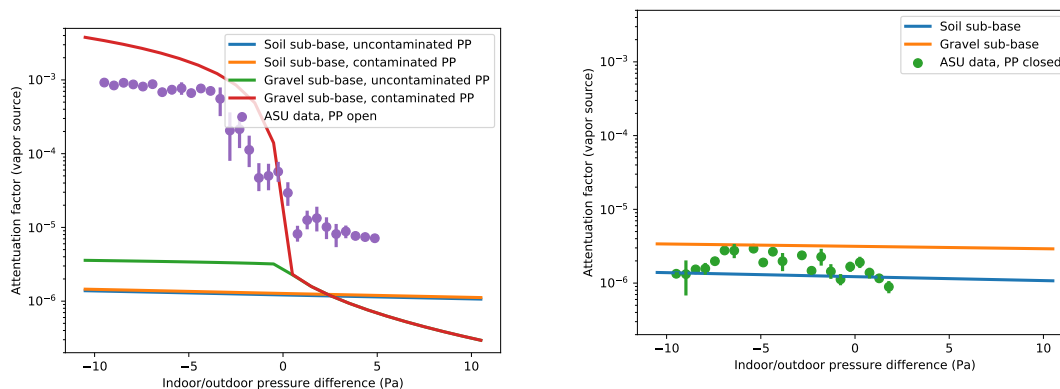 Soil sub-base, uncontaminated PP
Soil sub-base, contaminated PP
Gravel sub-base, uncontaminated PP
Gravel sub-base, contaminated PP
ASU data, PP open
10⁻³
10⁻⁴
10⁻⁵
10⁻⁶
Attentuation factor (vapor source)
−10 −5 0 5 10
Indoor/outdoor pressure difference (Pa)
Soil sub-base
Gravel sub-base
ASU data, PP closed
10⁻³
10⁻⁴
10⁻⁵
10⁻⁶
Attentuation factor (vapor source)
−10 −5 0 5 10
Indoor/outdoor pressure difference (Pa)